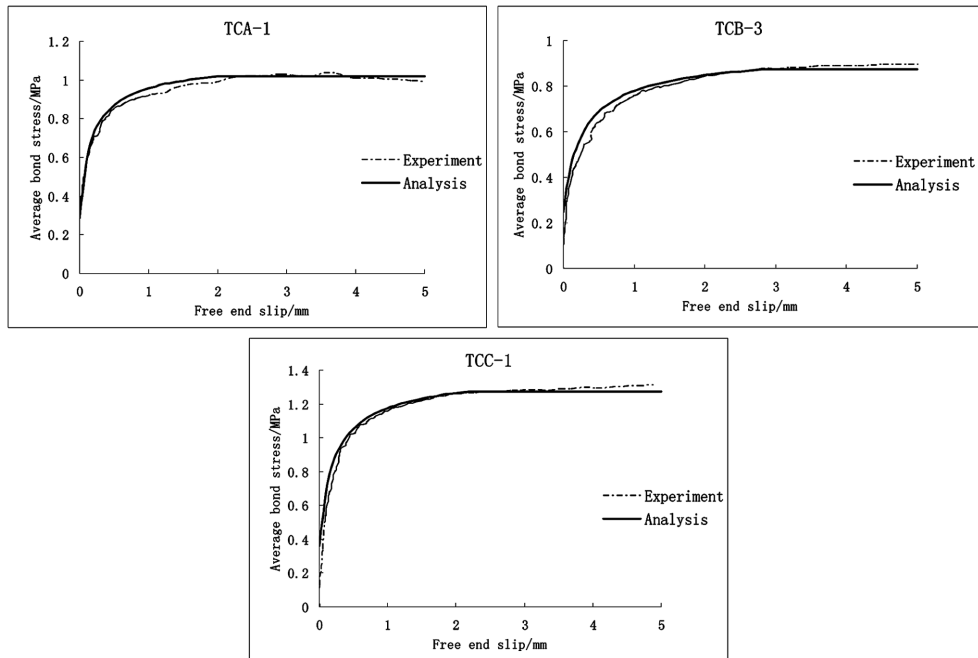 TCA-1
1.2
1
0.8
0.6
0.4
0.2
0
Average bond stress/MPa
0 1 2 3 4 5
Free end slip/mm
Experiment
Analysis
TCB-3
1
0.8
0.6
0.4
0.2
0
Average bond stress/MPa
0 1 2 3 4 5
Free end slip/mm
Experiment
Analysis
TCC-1
1.4
1.2
1
0.8
0.6
0.4
0.2
0
Average bond stress/MPa
0 1 2 3 4 5
Free end slip/mm
Experiment
Analysis